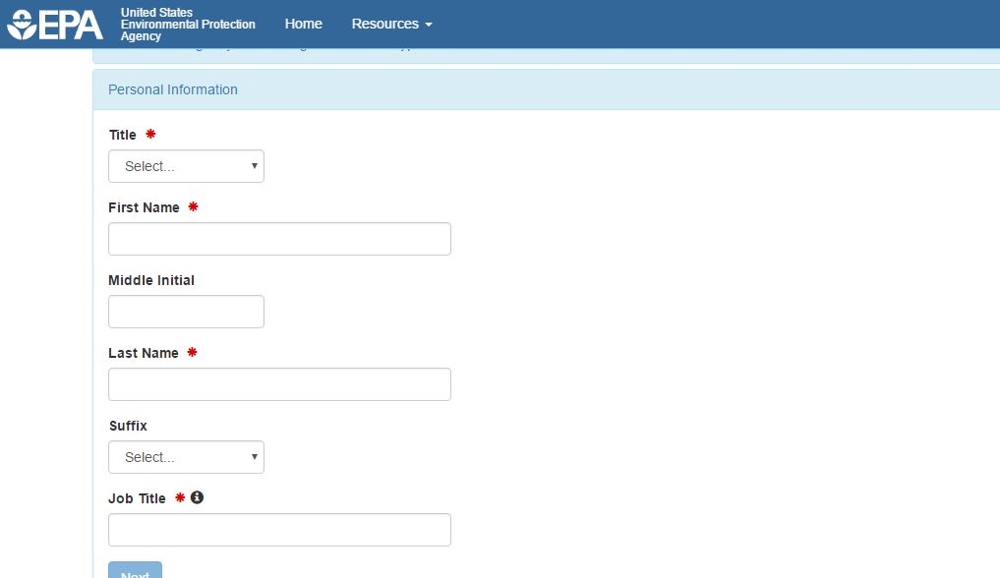 EPA
United States
Environmental Protection
Agency
Home
Resources
Personal Information
Title *
Select...
First Name *
Middle Initial
Last Name *
Suffix
Select...
Job Title *
Next